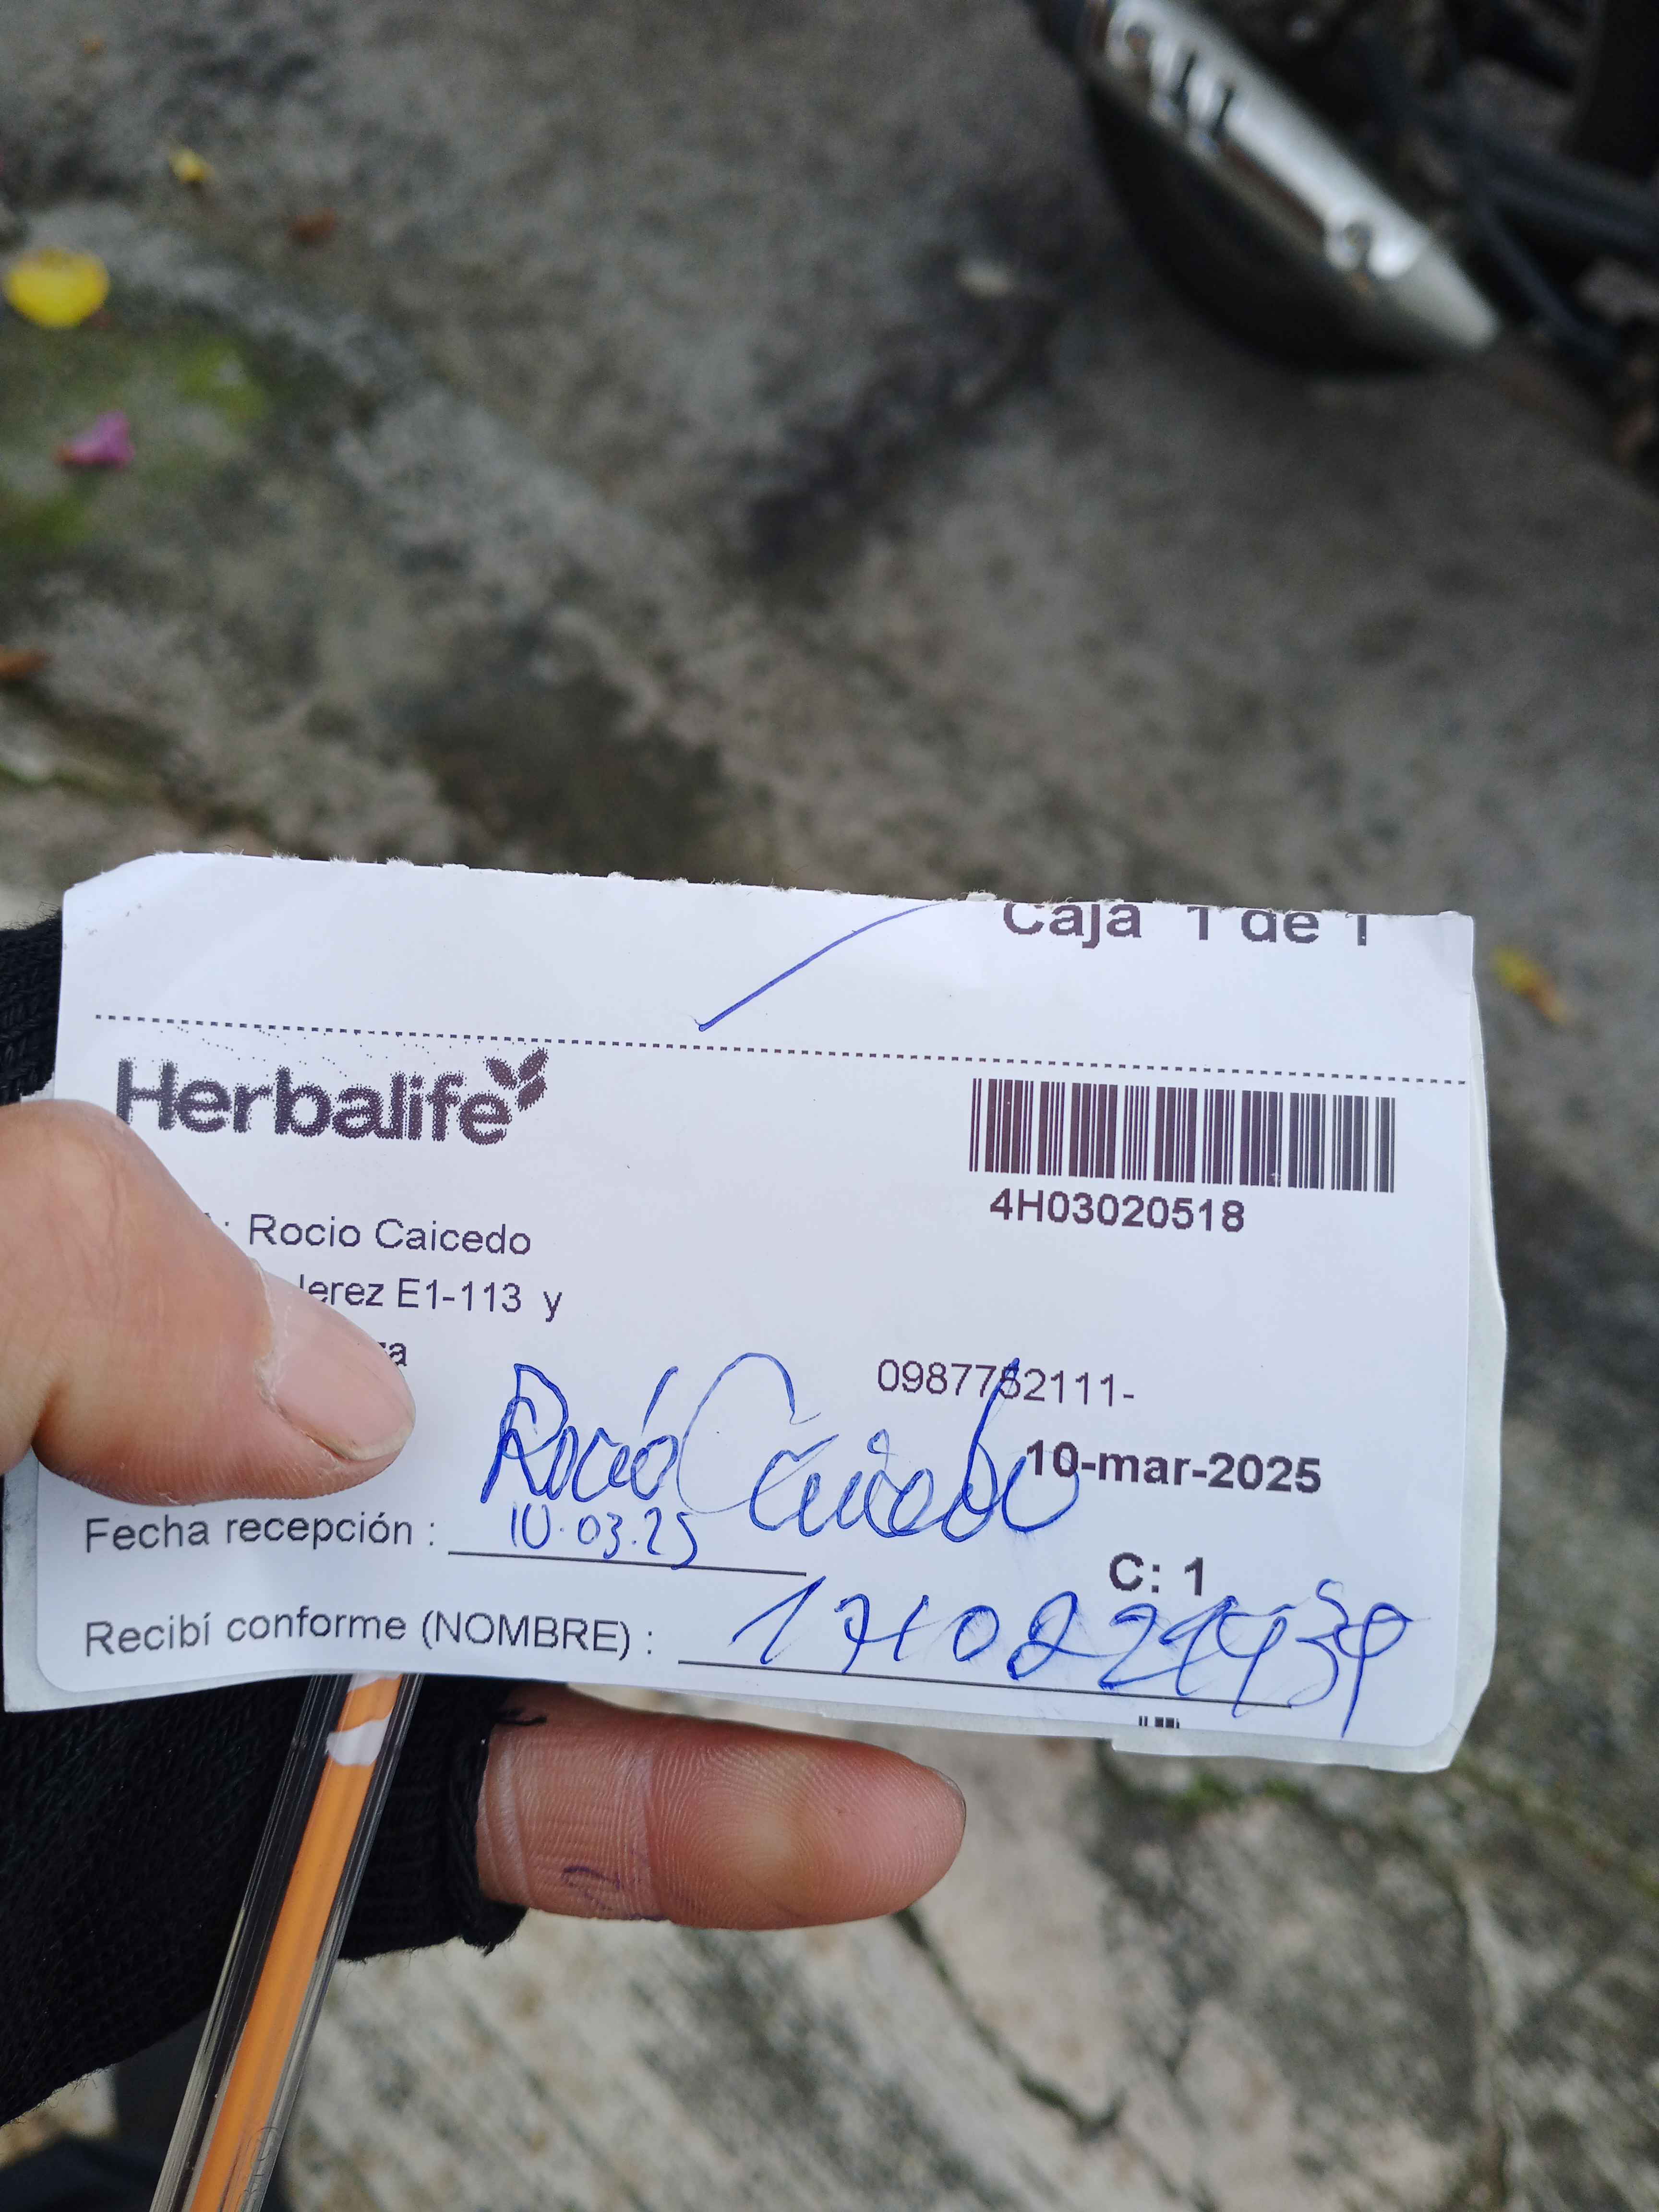 Caja 1 de 1
Herbalife
4H03020518
: Rocio Caicedo
Jerez E1-113 y
za
0987752111-
Rocío Caicedo
10-mar-2025
Fecha recepción : 10.03.25
C: 1
Recibí conforme (NOMBRE) :